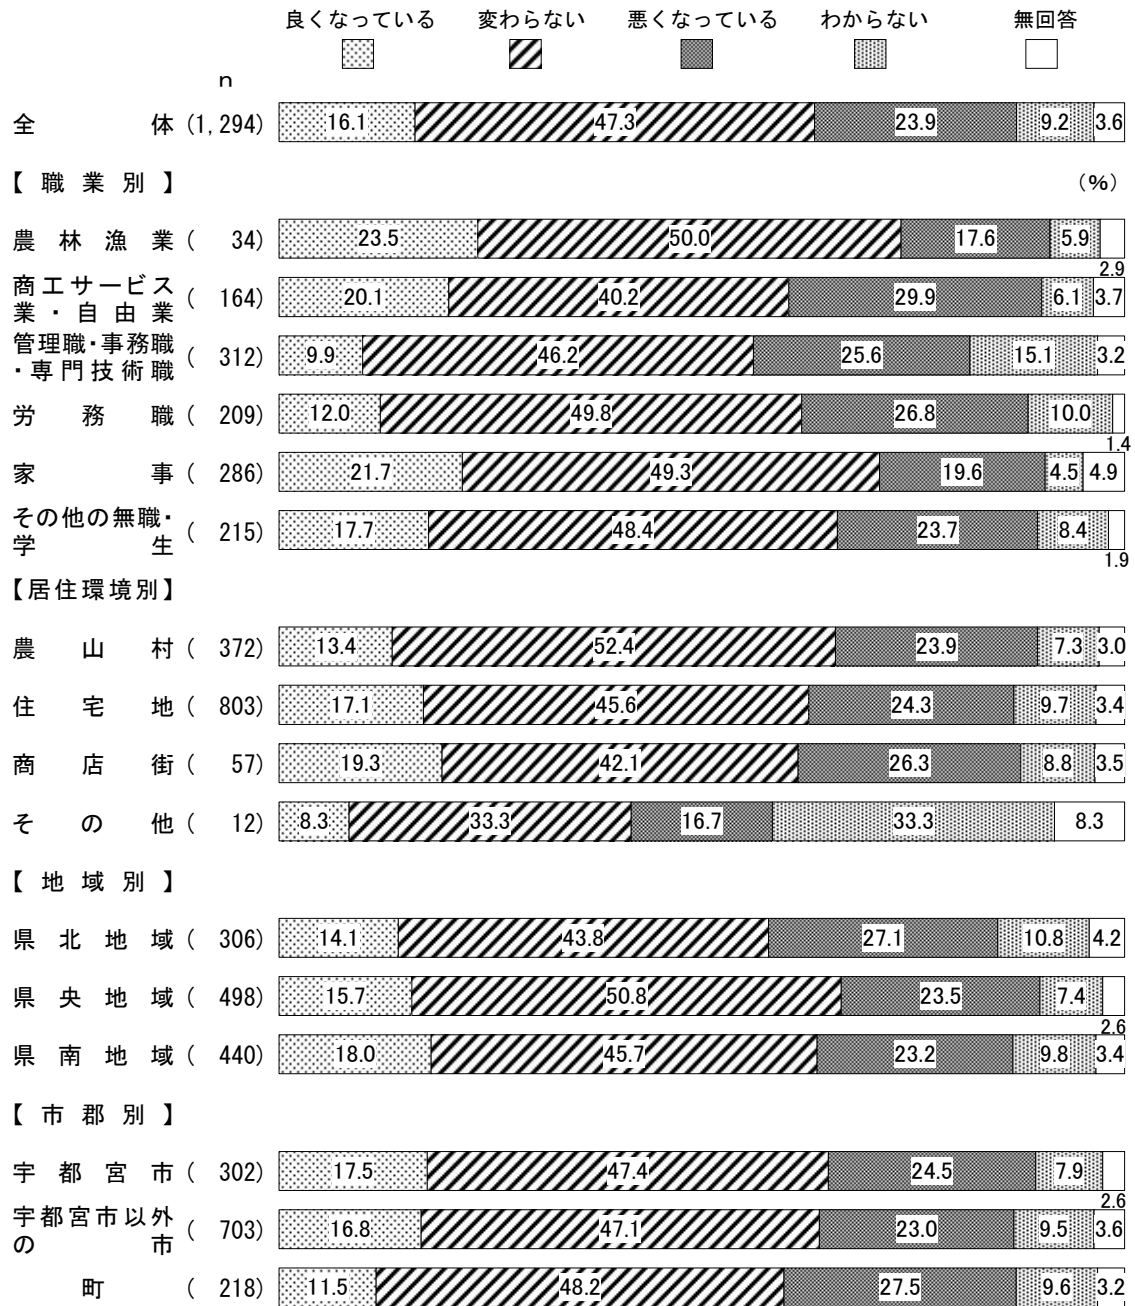 良くなっている 変わらない 悪くなっている わからない 無回答
n
全体 (1,294) 16.1 47.3 23.9 9.2 3.6
【職業別】 (%)
農林漁業 ( 34) 23.5 50.0 17.6 5.9
2.9
商工サービス
業・自由業 ( 164) 20.1 40.2 29.9 6.1 3.7
管理職・事務職
・専門技術職 ( 312) 9.9 46.2 25.6 15.1 3.2
労務職 ( 209) 12.0 49.8 26.8 10.0
1.4
家事 ( 286) 21.7 49.3 19.6 4.5 4.9
その他の無職・
学生 ( 215) 17.7 48.4 23.7 8.4
1.9
【居住環境別】
農山村 ( 372) 13.4 52.4 23.9 7.3 3.0
住宅地 ( 803) 17.1 45.6 24.3 9.7 3.4
商店街 ( 57) 19.3 42.1 26.3 8.8 3.5
その他 ( 12) 8.3 33.3 16.7 33.3 8.3
【地域別】
県北地域 ( 306) 14.1 43.8 27.1 10.8 4.2
県央地域 ( 498) 15.7 50.8 23.5 7.4
2.6
県南地域 ( 440) 18.0 45.7 23.2 9.8 3.4
【市郡別】
宇都宮市 ( 302) 17.5 47.4 24.5 7.9
2.6
宇都宮市以外
の市 ( 703) 16.8 47.1 23.0 9.5 3.6
町 ( 218) 11.5 48.2 27.5 9.6 3.2